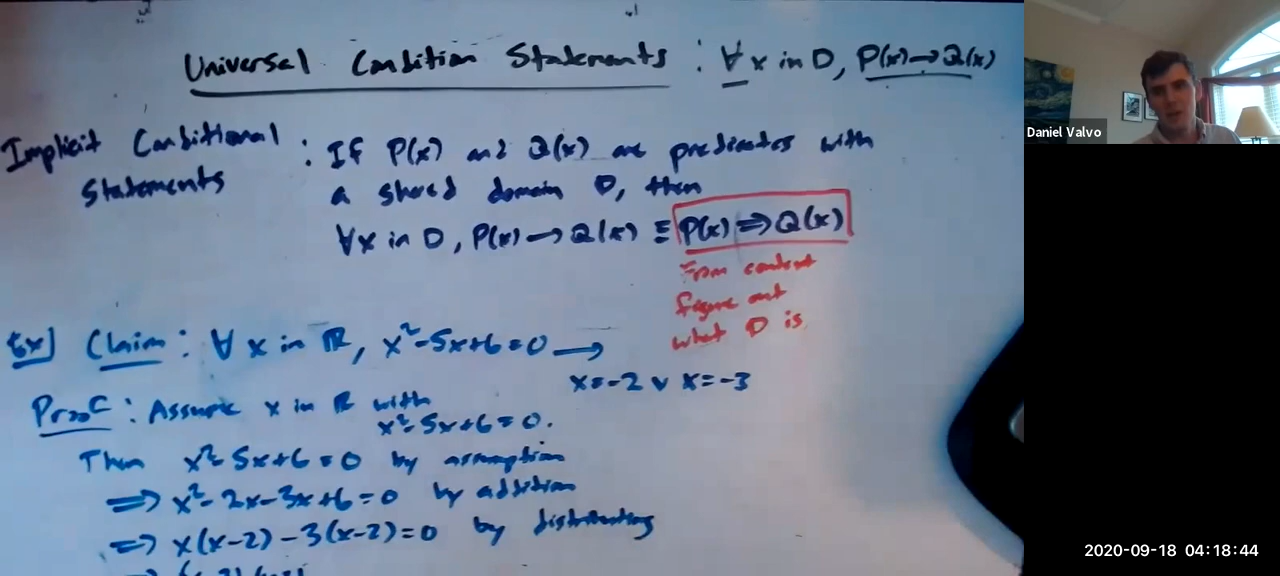 Universal Condition Statements : ∀ x in D, P(x)→Q(x)
Implicit Conditional Statements : If P(x) and Q(x) are predicates with
a shared domain D, then
∀x in D, P(x)→Q(x) ≡ P(x)⇒Q(x)
From context
figure out
what D is
Ex] Claim: ∀ x in ℝ, x²-5x+6=0 →
x=-2 ∨ x=-3
Proof: Assume x in ℝ with
x²-5x+6=0.
Then x²-5x+6=0 by assumption
⇒ x²-2x-3x+6=0 by addition
⇒ x(x-2)-3(x-2)=0 by distributing
Daniel Valvo
2020-09-18 04:18:44